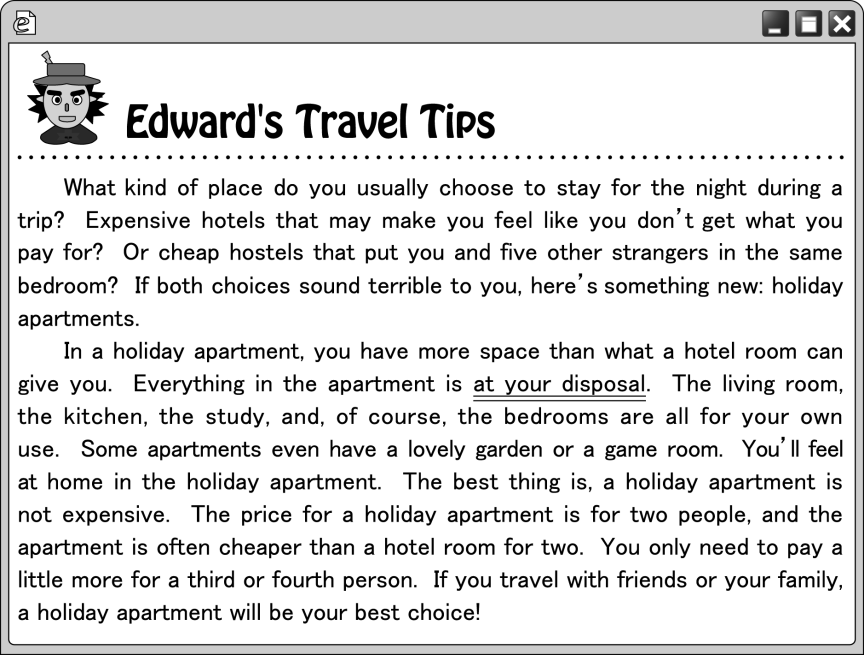 e
Edward's Travel Tips
What kind of place do you usually choose to stay for the night during a
trip? Expensive hotels that may make you feel like you don't get what you
pay for? Or cheap hostels that put you and five other strangers in the same
bedroom? If both choices sound terrible to you, here's something new: holiday
apartments.
In a holiday apartment, you have more space than what a hotel room can
give you. Everything in the apartment is at your disposal. The living room,
the kitchen, the study, and, of course, the bedrooms are all for your own
use. Some apartments even have a lovely garden or a game room. You'll feel
at home in the holiday apartment. The best thing is, a holiday apartment is
not expensive. The price for a holiday apartment is for two people, and the
apartment is often cheaper than a hotel room for two. You only need to pay a
little more for a third or fourth person. If you travel with friends or your family,
a holiday apartment will be your best choice!